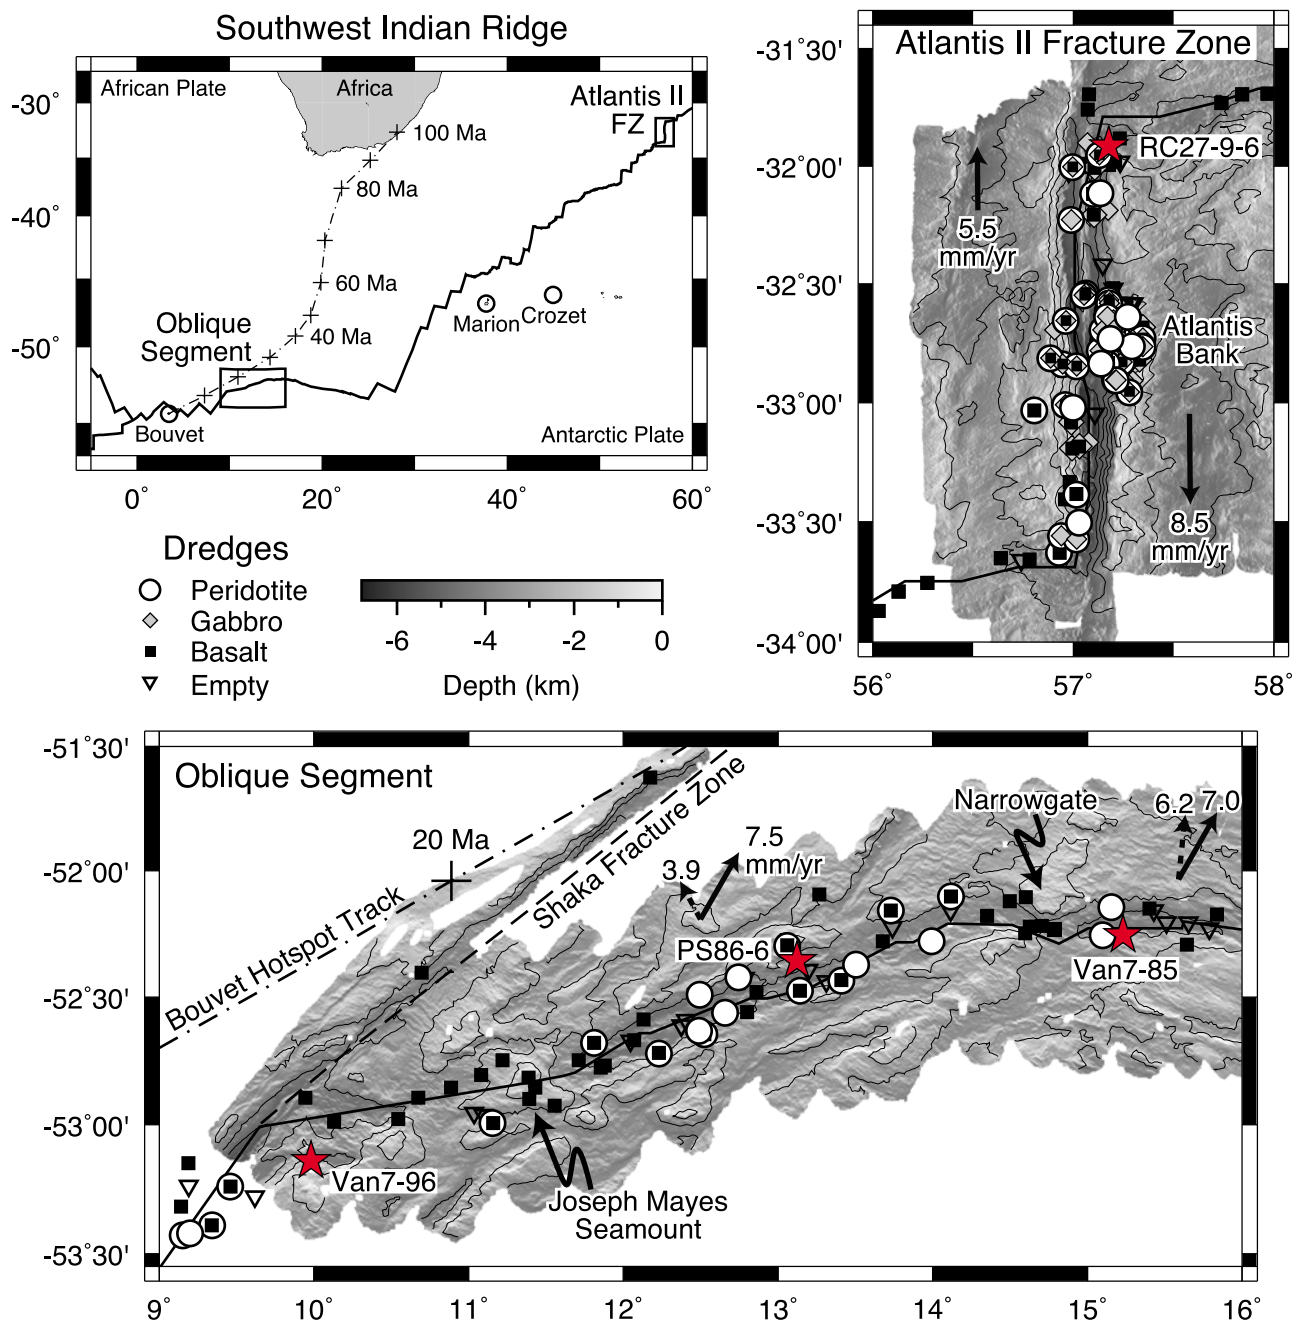 Southwest Indian Ridge
African Plate
Africa
Atlantis II
FZ
100 Ma
80 Ma
60 Ma
40 Ma
Oblique
Segment
Marion
Crozet
Bouvet
Antarctic Plate
-30°
-40°
-50°
0°
20°
40°
60°
Atlantis II Fracture Zone
RC27-9-6
5.5
mm/yr
Atlantis
Bank
8.5
mm/yr
-31°30'
-32°00'
-32°30'
-33°00'
-33°30'
-34°00'
56°
57°
58°
Dredges
Peridotite
Gabbro
Basalt
Empty
-6
-4
-2
0
Depth (km)
Oblique Segment
20 Ma
Bouvet Hotspot Track
Shaka Fracture Zone
3.9
7.5
mm/yr
Narrowgate
6.2
7.0
PS86-6
Van7-85
Van7-96
Joseph Mayes
Seamount
-51°30'
-52°00'
-52°30'
-53°00'
-53°30'
9°
10°
11°
12°
13°
14°
15°
16°